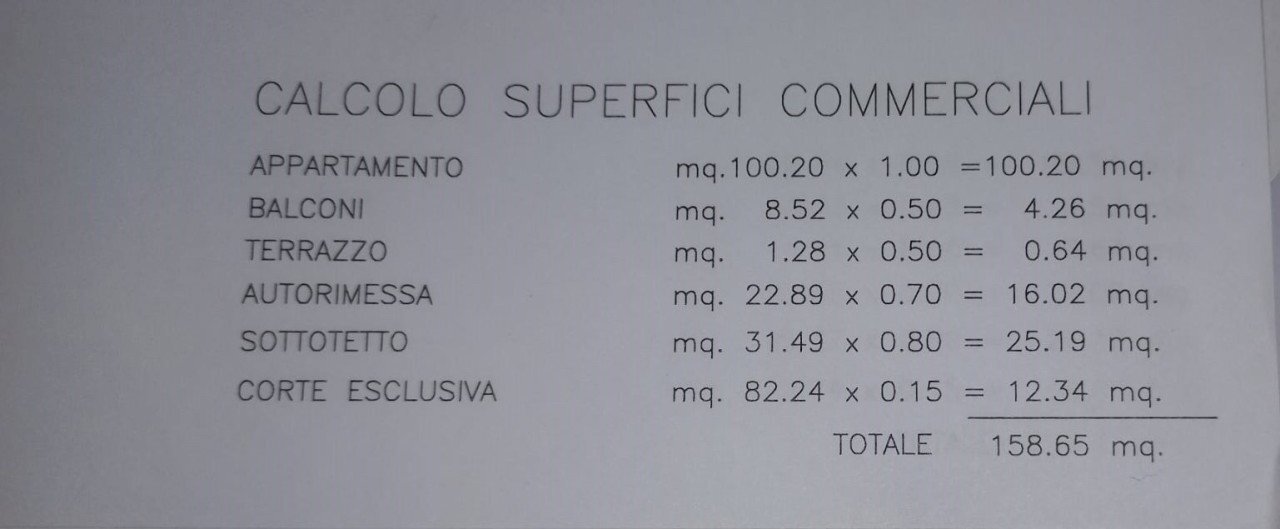 CALCOLO SUPERFICI COMMERCIALI
APPARTAMENTO mq.100.20 x 1.00 =100.20 mq.
BALCONI mq. 8.52 x 0.50 = 4.26 mq.
TERRAZZO mq. 1.28 x 0.50 = 0.64 mq.
AUTORIMESSA mq. 22.89 x 0.70 = 16.02 mq.
SOTTOTETTO mq. 31.49 x 0.80 = 25.19 mq.
CORTE ESCLUSIVA mq. 82.24 x 0.15 = 12.34 mq.
TOTALE 158.65 mq.